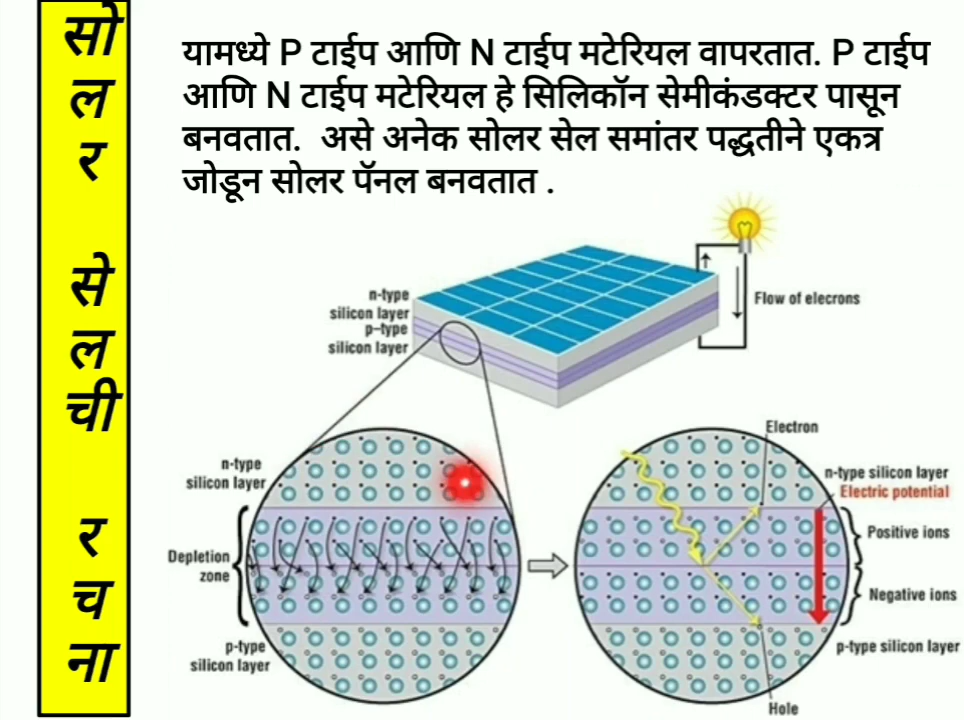 सोलर सेलची रचना
यामध्ये P टाईप आणि N टाईप मटेरियल वापरतात. P टाईप
आणि N टाईप मटेरियल हे सिलिकॉन सेमीकंडक्टर पासून
बनवतात. असे अनेक सोलर सेल समांतर पद्धतीने एकत्र
जोडून सोलर पॅनल बनवतात .
n-type
silicon layer
p-type
silicon layer
Flow of elecrons
n-type
silicon layer
Depletion
zone
p-type
silicon layer
Electron
n-type silicon layer
Electric potential
Positive ions
Negative ions
p-type silicon layer
Hole